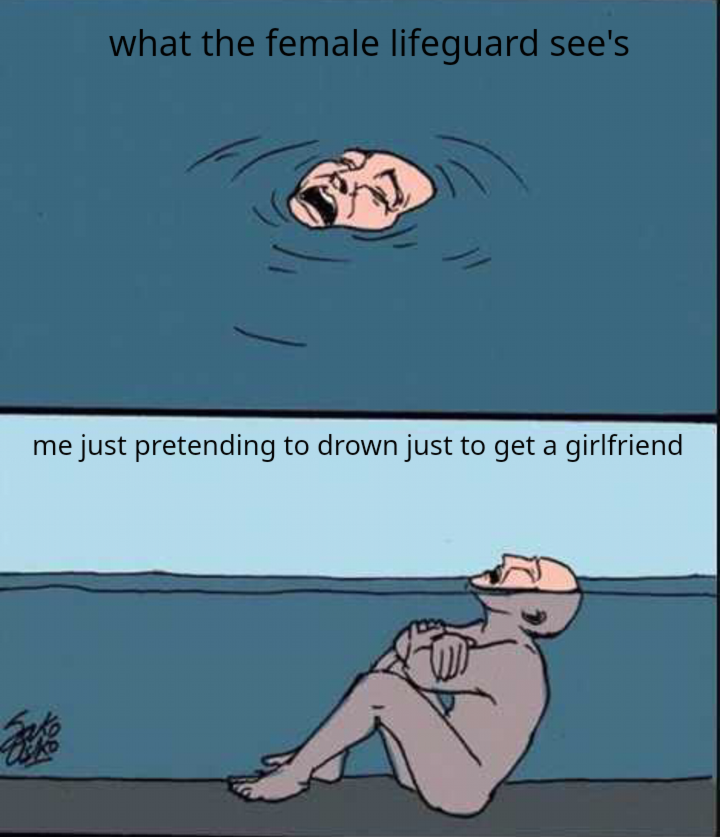 what the female lifeguard see's
me just pretending to drown just to get a girlfriend